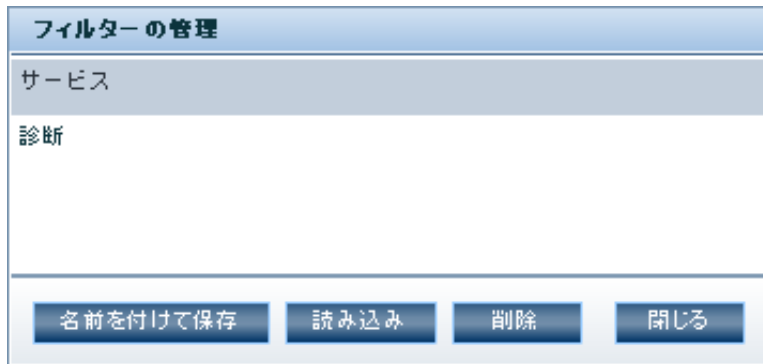 フィルターの管理
サービス
診断
名前を付けて保存 読み込み 削除 閉じる